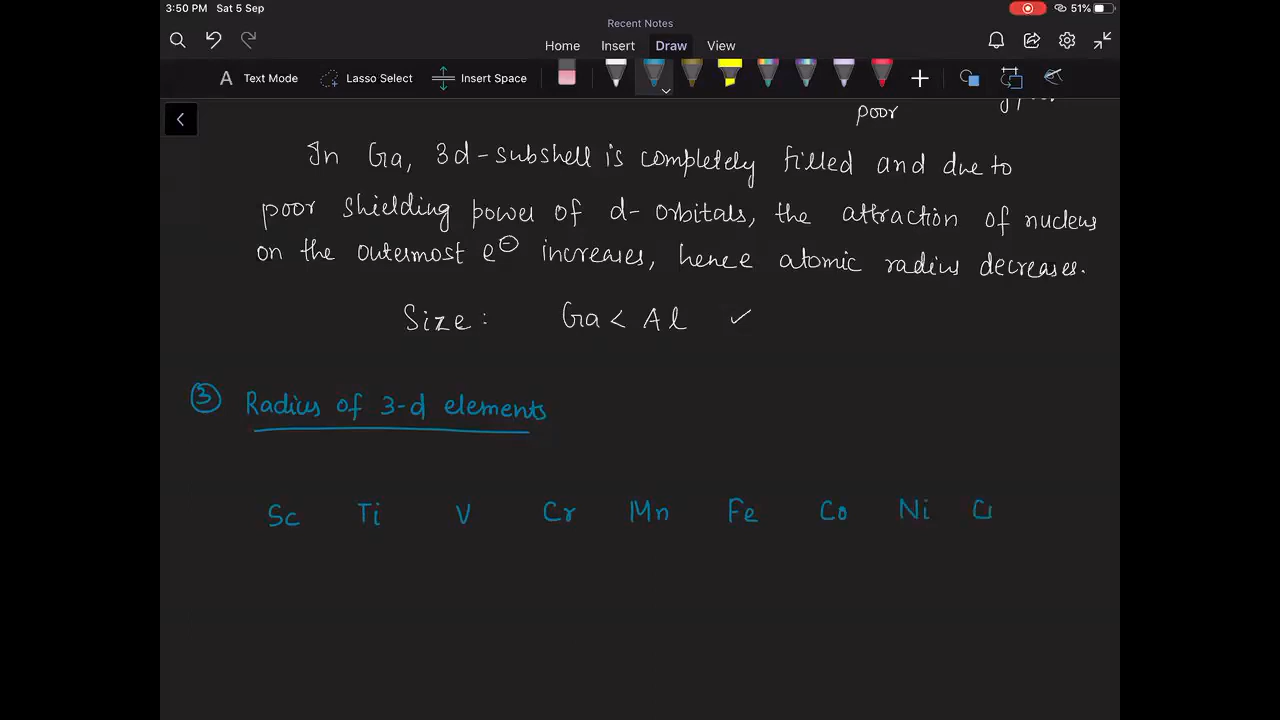 3:50 PM Sat 5 Sep
51%
Recent Notes
Home Insert Draw View
Text Mode Lasso Select Insert Space
poor
In Ga, 3d-subshell is completely filled and due to
poor shielding power of d-orbitals, the attraction of nucleus
on the outermost e⊖ increases, hence atomic radius decreases.
Size: Ga < Al ✓
③ Radius of 3-d elements
Sc Ti V Cr Mn Fe Co Ni